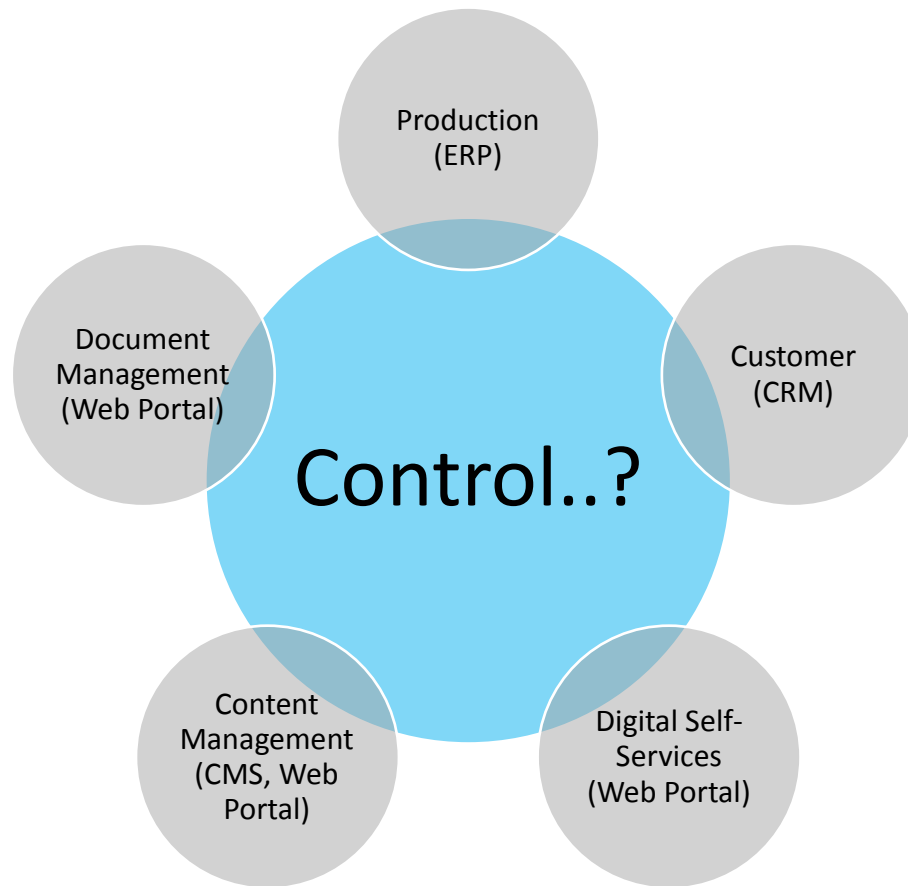 Production
(ERP)
Document
Management
(Web Portal)
Customer
(CRM)
Control..?
Content
Management
(CMS, Web
Portal)
Digital Self-
Services
(Web Portal)